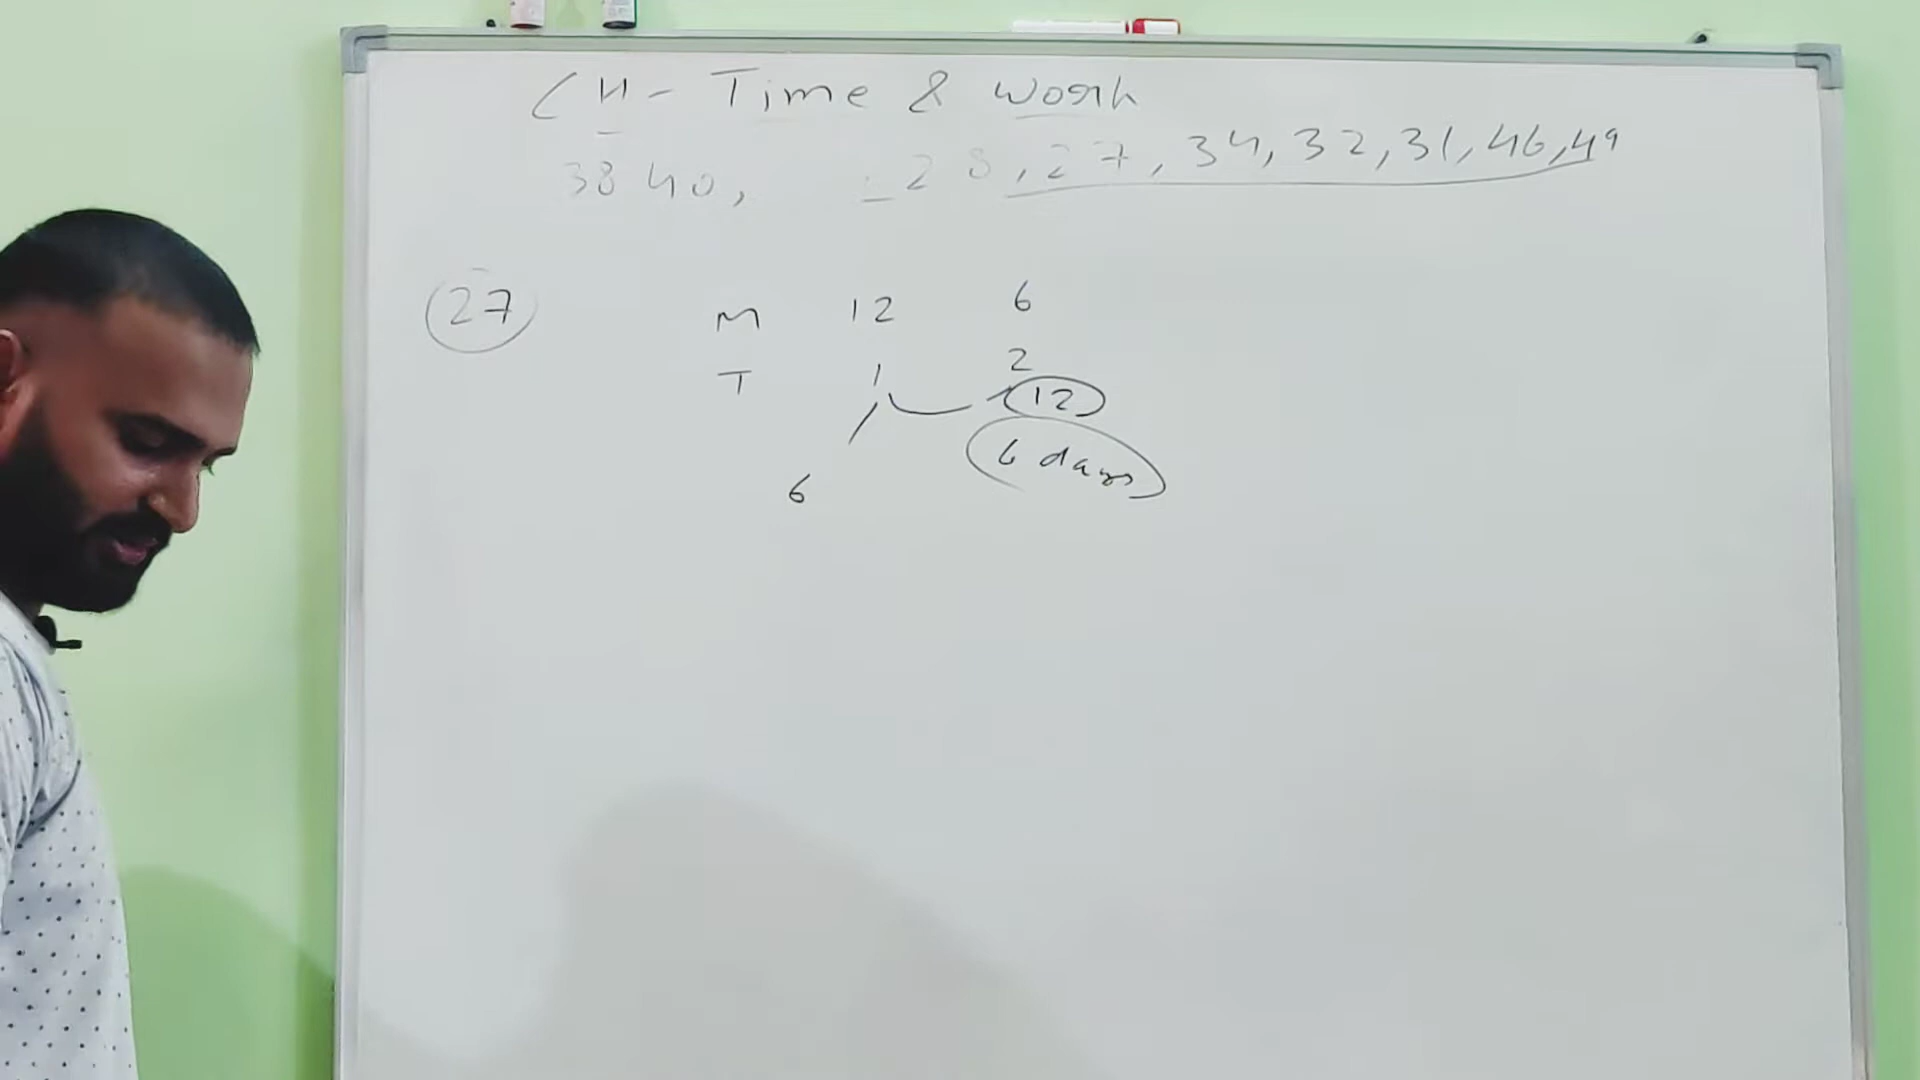 CH - Time & Work
38 40, 28, 27, 34, 32, 31, 46, 49
27
M 12 6
T 1 2
12
6 days
6